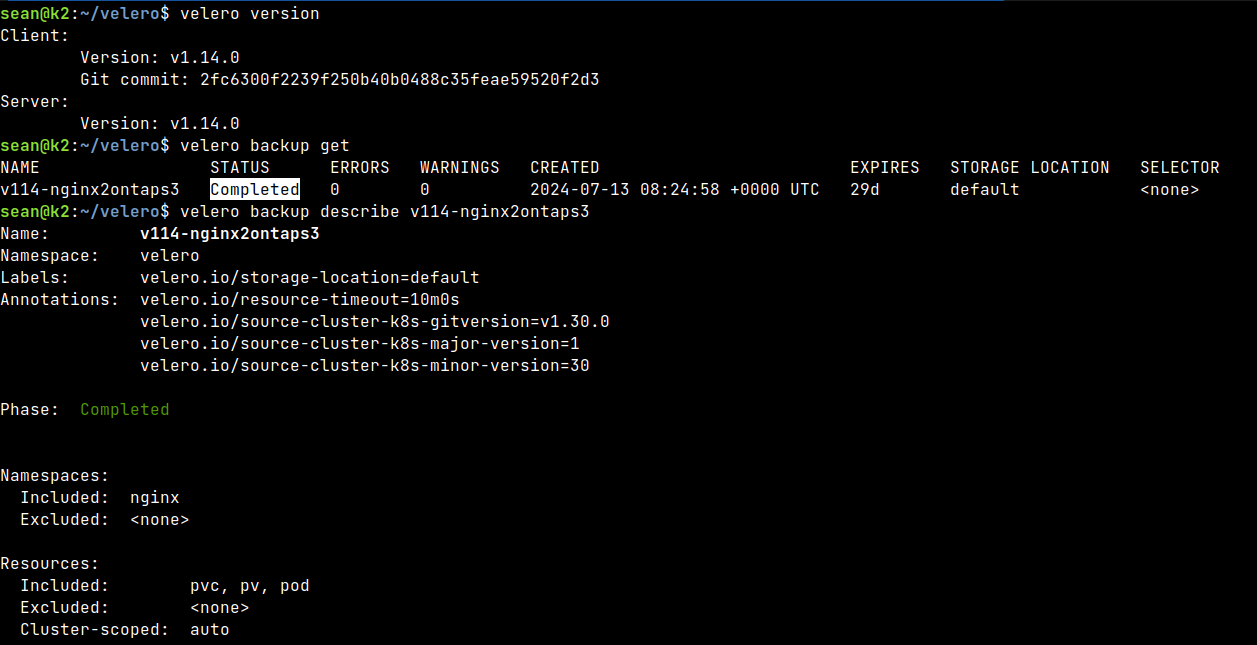 sean@k2:~/velero$ velero version
Client:
        Version: v1.14.0
        Git commit: 2fc6300f2239f250b40b0488c35feae59520f2d3
Server:
        Version: v1.14.0
sean@k2:~/velero$ velero backup get
NAME                 STATUS      ERRORS   WARNINGS   CREATED                         EXPIRES   STORAGE LOCATION   SELECTOR
v114-nginx2ontaps3   Completed   0        0          2024-07-13 08:24:58 +0000 UTC   29d       default            <none>
sean@k2:~/velero$ velero backup describe v114-nginx2ontaps3
Name:         v114-nginx2ontaps3
Namespace:    velero
Labels:       velero.io/storage-location=default
Annotations:  velero.io/resource-timeout=10m0s
              velero.io/source-cluster-k8s-gitversion=v1.30.0
              velero.io/source-cluster-k8s-major-version=1
              velero.io/source-cluster-k8s-minor-version=30
Phase:  Completed
Namespaces:
  Included:  nginx
  Excluded:  <none>
Resources:
  Included:        pvc, pv, pod
  Excluded:        <none>
  Cluster-scoped:  auto